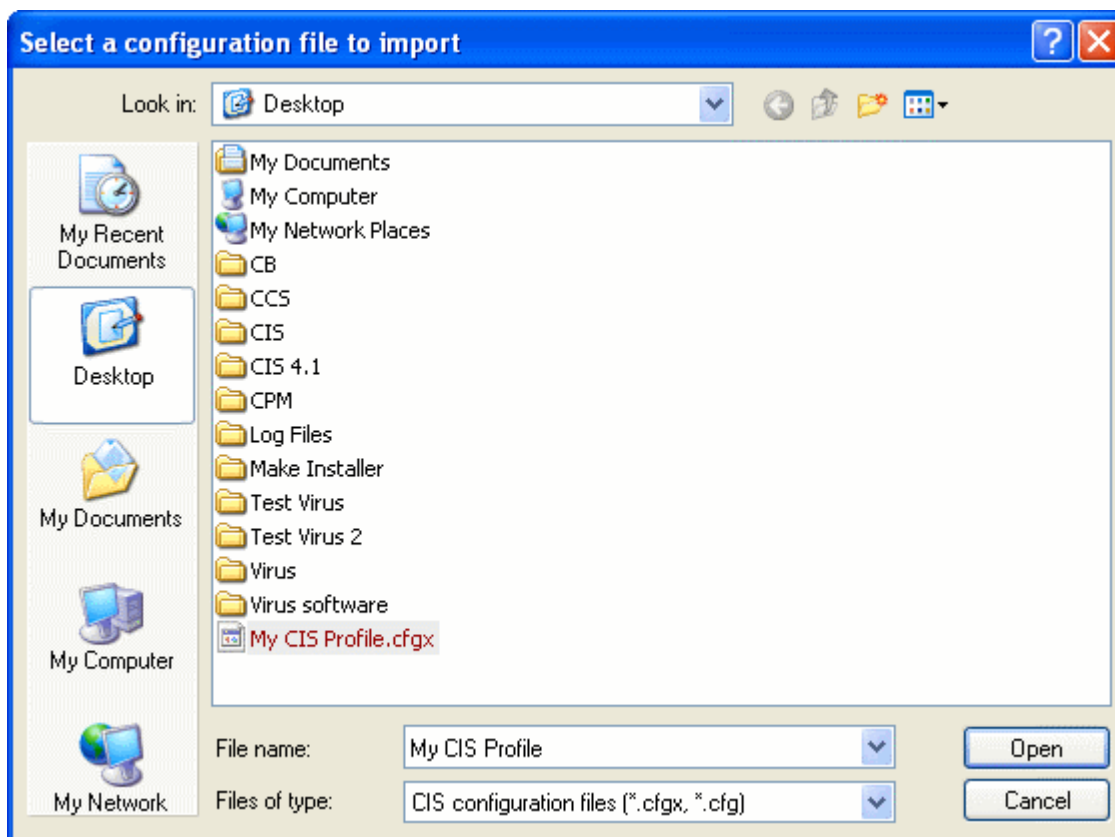 Select a configuration file to import
Look in:
Desktop
My Recent
Documents
Desktop
My Documents
My Computer
My Network
My Documents
My Computer
My Network Places
CB
CCS
CIS
CIS 4.1
CPM
Log Files
Make Installer
Test Virus
Test Virus 2
Virus
Virus software
My CIS Profile.cfgx
File name:
My CIS Profile
Open
Files of type:
CIS configuration files (*.cfgx, *.cfg)
Cancel